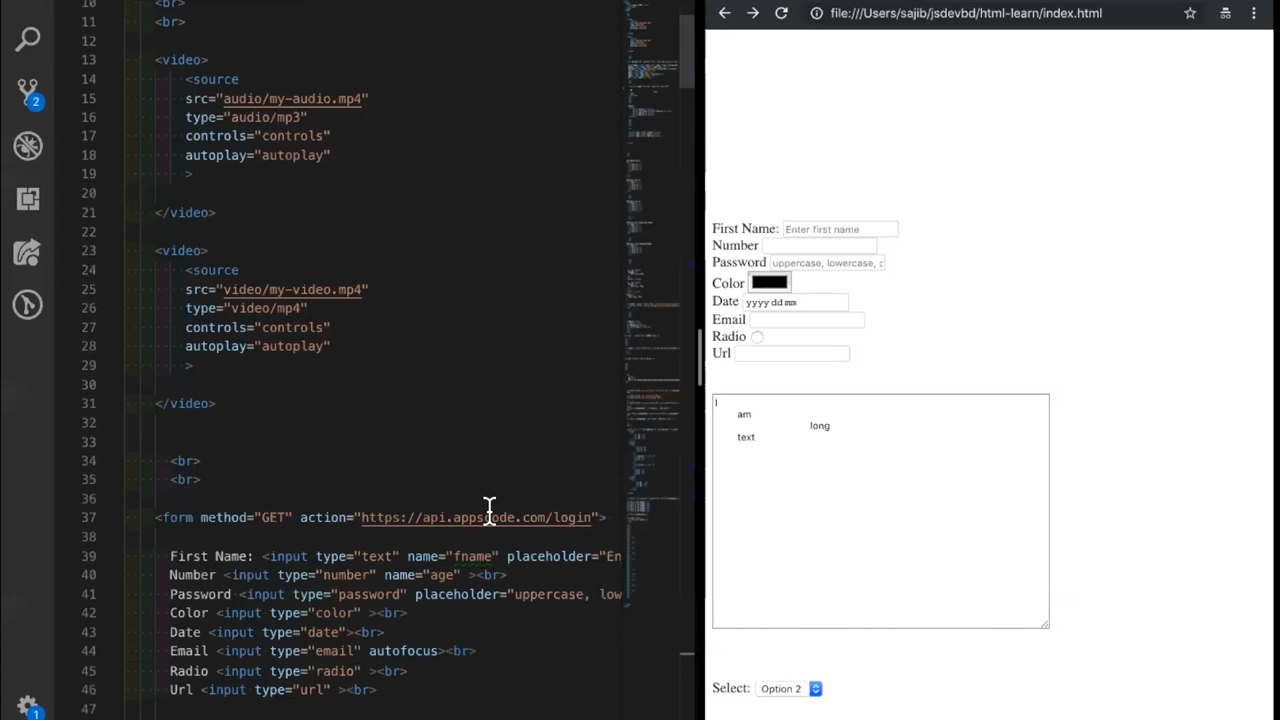 10 <br>
11 <br>
12
13 <video>
14 <source
15 src="audio/my-audio.mp4"
16 type="audio/mp3"
17 controls="controls"
18 autoplay="autoplay"
19 >
20
21 </video>
22
23 <video>
24 <source
25 src="video/my-video.mp4"
26 type="video/mp4"
27 controls="controls"
28 autoplay="autoplay"
29 >
30
31 </video>
32
33
34 <br>
35 <br>
36
37 <form method="GET" action="https://api.appscode.com/login">
38
39 First Name: <input type="text" name="fname" placeholder="En
40 Number <input type="number" name="age" ><br>
41 Password <input type="password" placeholder="uppercase, low
42 Color <input type="color" ><br>
43 Date <input type="date"><br>
44 Email <input type="email" autofocus><br>
45 Radio <input type="radio" ><br>
46 Url <input type="url" ><br>
47
2
1
file:///Users/sajib/jsdevbd/html-learn/index.html
First Name: Enter first name
Number
Password uppercase, lowercase, c
Color
Date yyyy dd mm
Email
Radio
Url
I
am
long
text
Select: Option 2